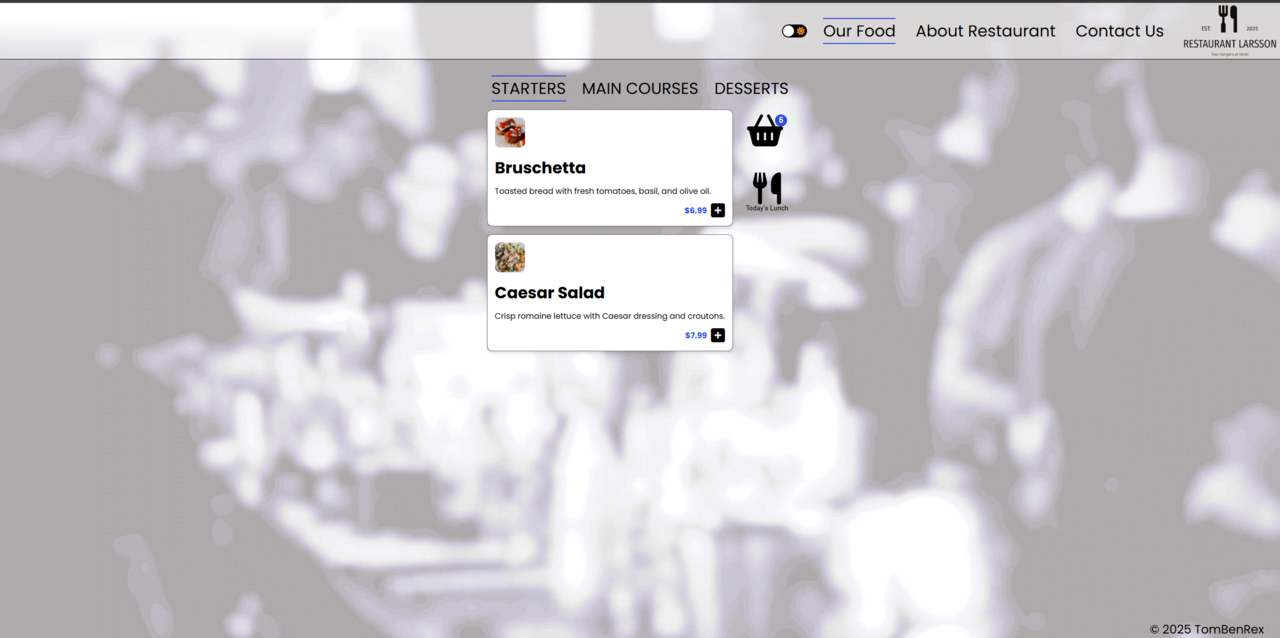 Our Food
About Restaurant
Contact Us
EST.
2025
RESTAURANT LARSSON
STARTERS
MAIN COURSES
DESSERTS
5
Bruschetta
Toasted bread with fresh tomatoes, basil, and olive oil.
$6.99
Today's Lunch
Caesar Salad
Crisp romaine lettuce with Caesar dressing and croutons.
$7.99
© 2025 TomBenRex